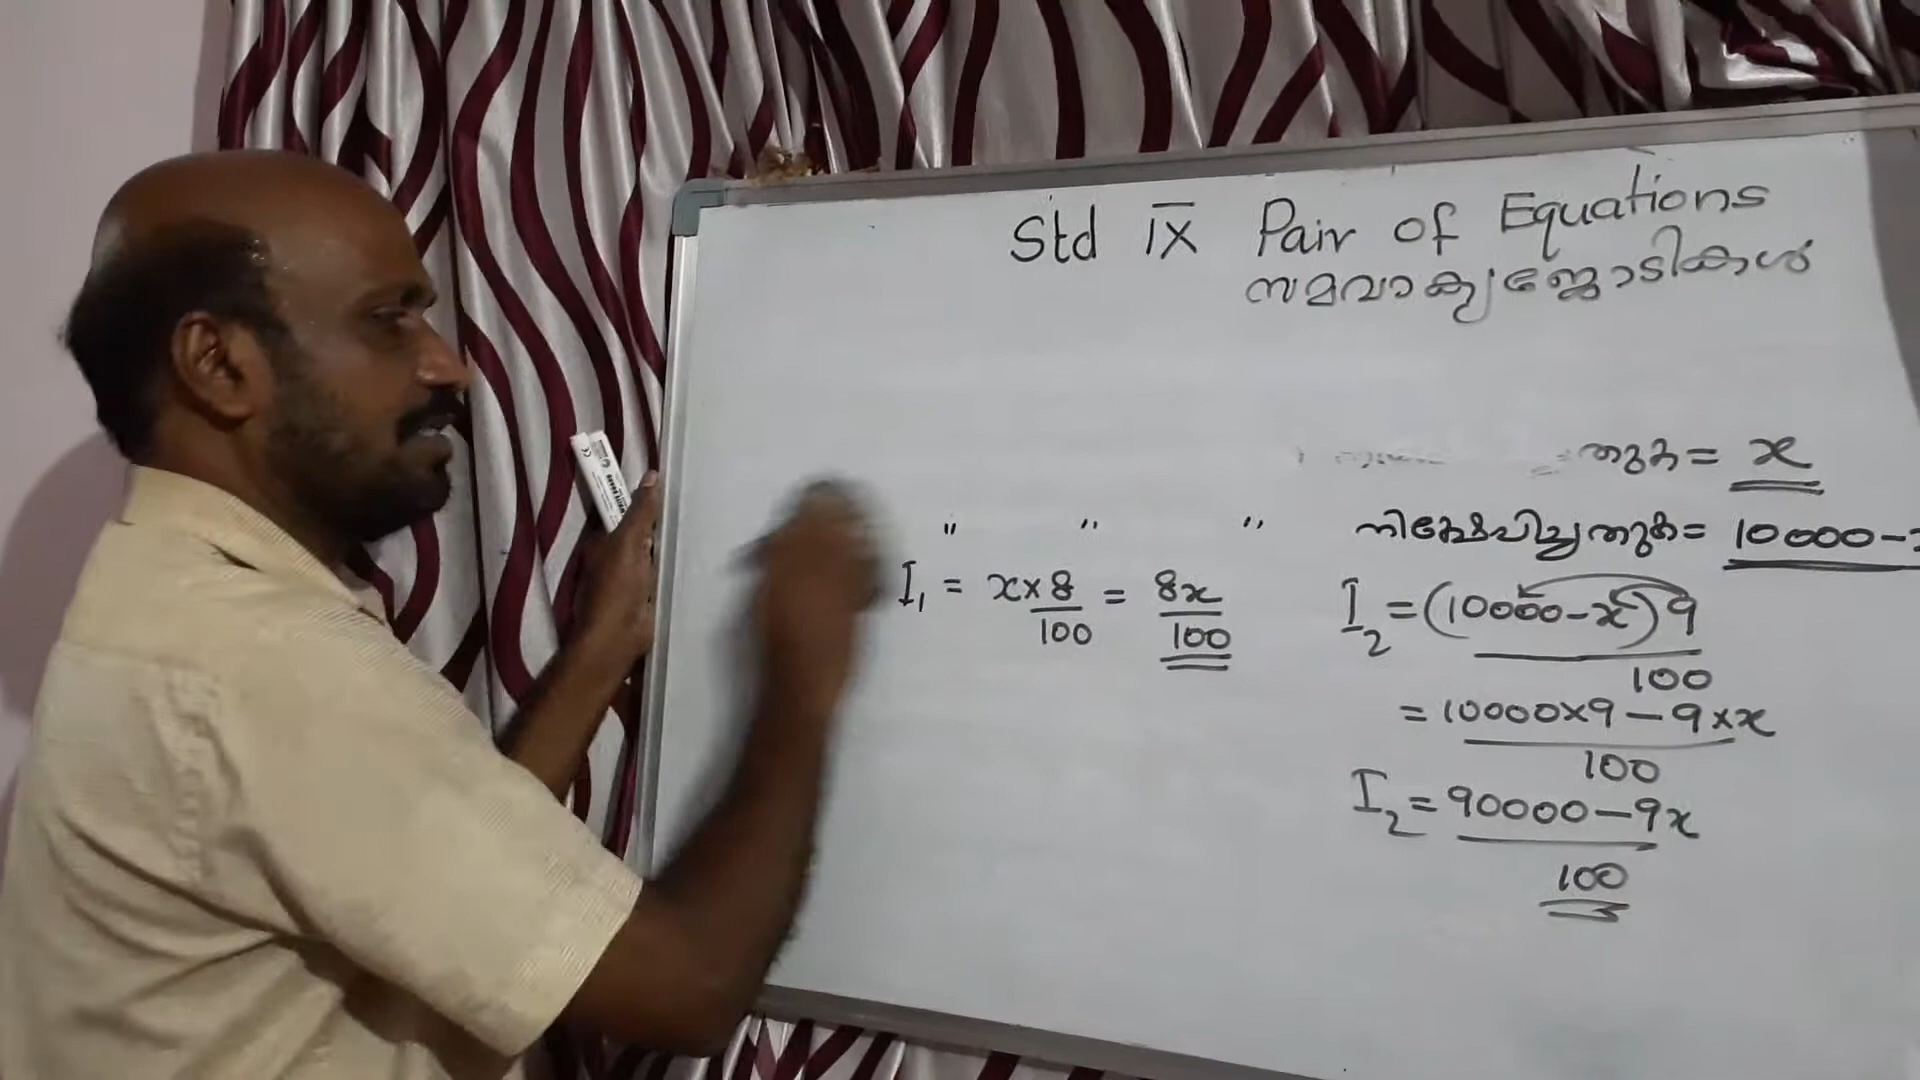 Std IX Pair of Equations
സമവാക്യജോടികൾ
തുക = x
" " " നിക്ഷേപിച്ച തുക = 10000 -
I₁ = x × 8/100 = 8x/100
I₂ = (10000 - x) 9/100
= 10000×9 - 9×x/100
I₂ = 90000 - 9x/100